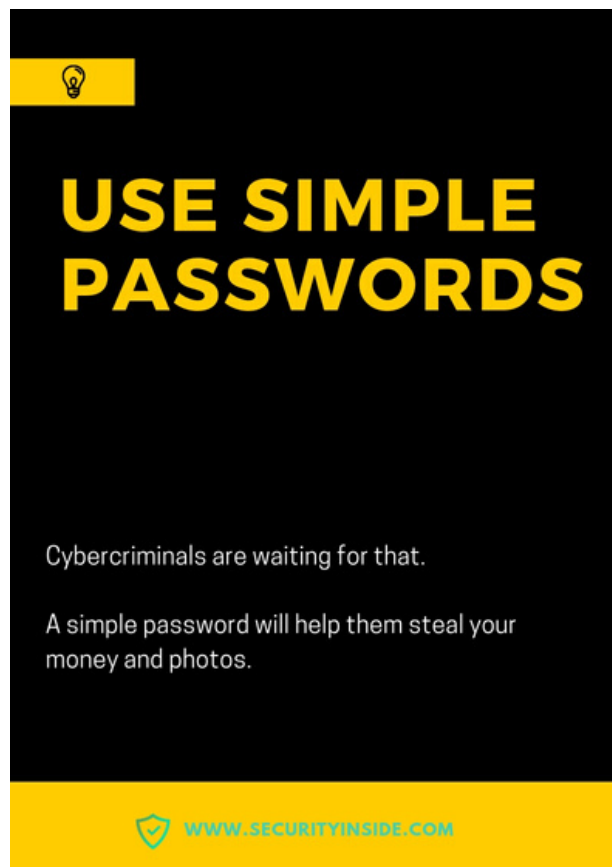 USE SIMPLE
PASSWORDS
Cybercriminals are waiting for that.
A simple password will help them steal your
money and photos.
WWW.SECURITYINSIDE.COM